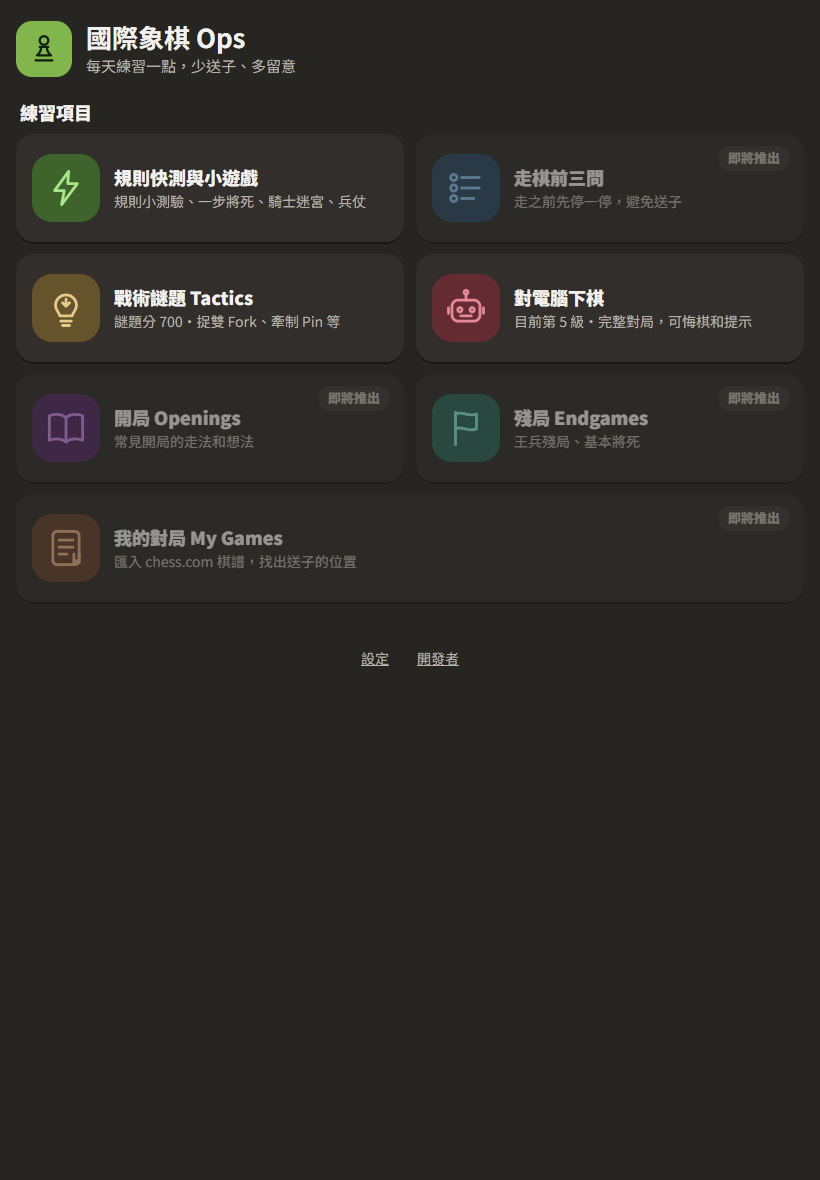 國際象棋 Ops
每天練習一點，少送子、多留意
練習項目
規則快測與小遊戲
規則小測驗、一步將死、騎士迷宮、兵仗
即將推出
走棋前三問
走之前先停一停，避免送子
戰術謎題 Tactics
謎題分 700・捉雙 Fork、牽制 Pin 等
對電腦下棋
目前第 5 級・完整對局，可悔棋和提示
即將推出
開局 Openings
常見開局的走法和想法
即將推出
殘局 Endgames
王兵殘局、基本將死
即將推出
我的對局 My Games
匯入 chess.com 棋譜，找出送子的位置
設定
開發者